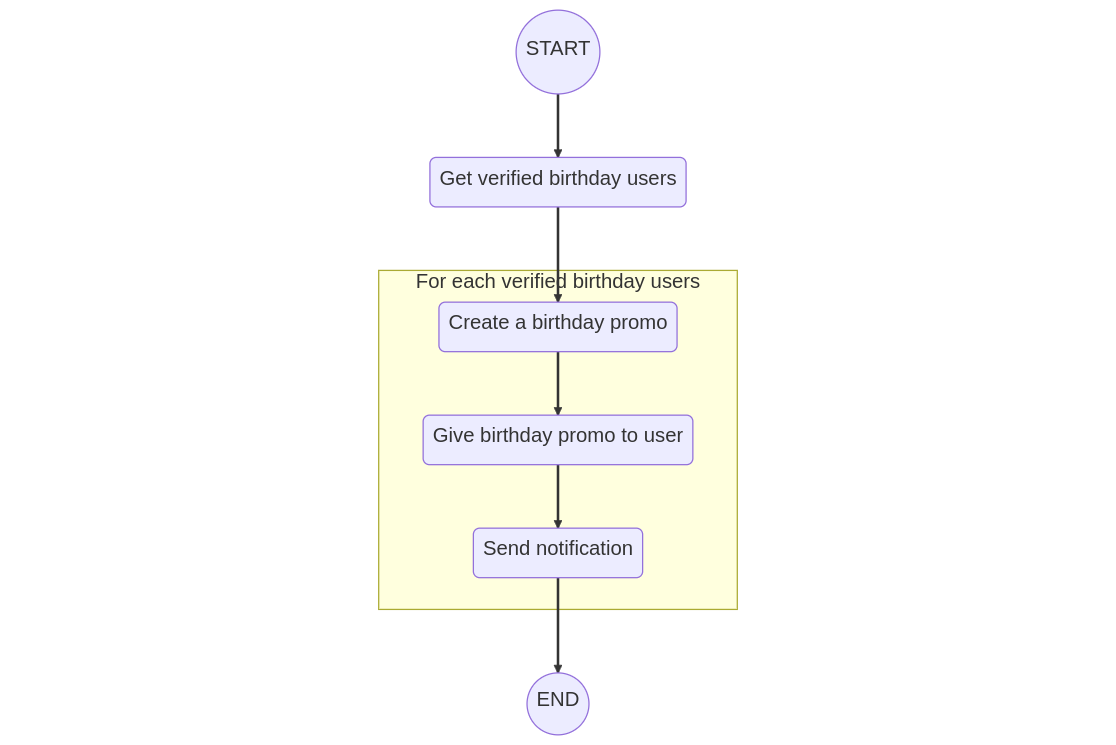 START
Get verified birthday users
For each verified birthday users
Create a birthday promo
Give birthday promo to user
Send notification
END